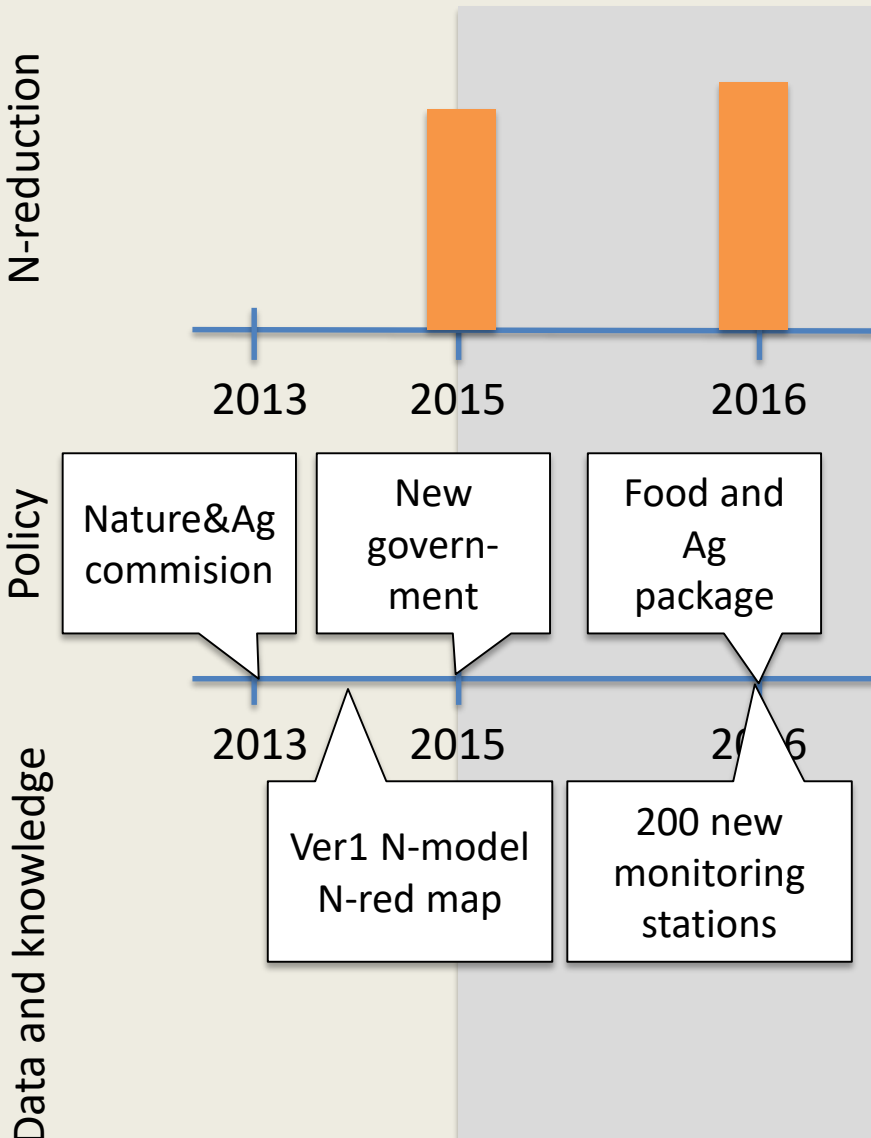 N-reduction
2013
2015
2016
Policy
Nature&Ag
commision
New
govern-
ment
Food and
Ag
package
2013
2015
Data and knowledge
Ver1 N-model
N-red map
200 new
monitoring
stations